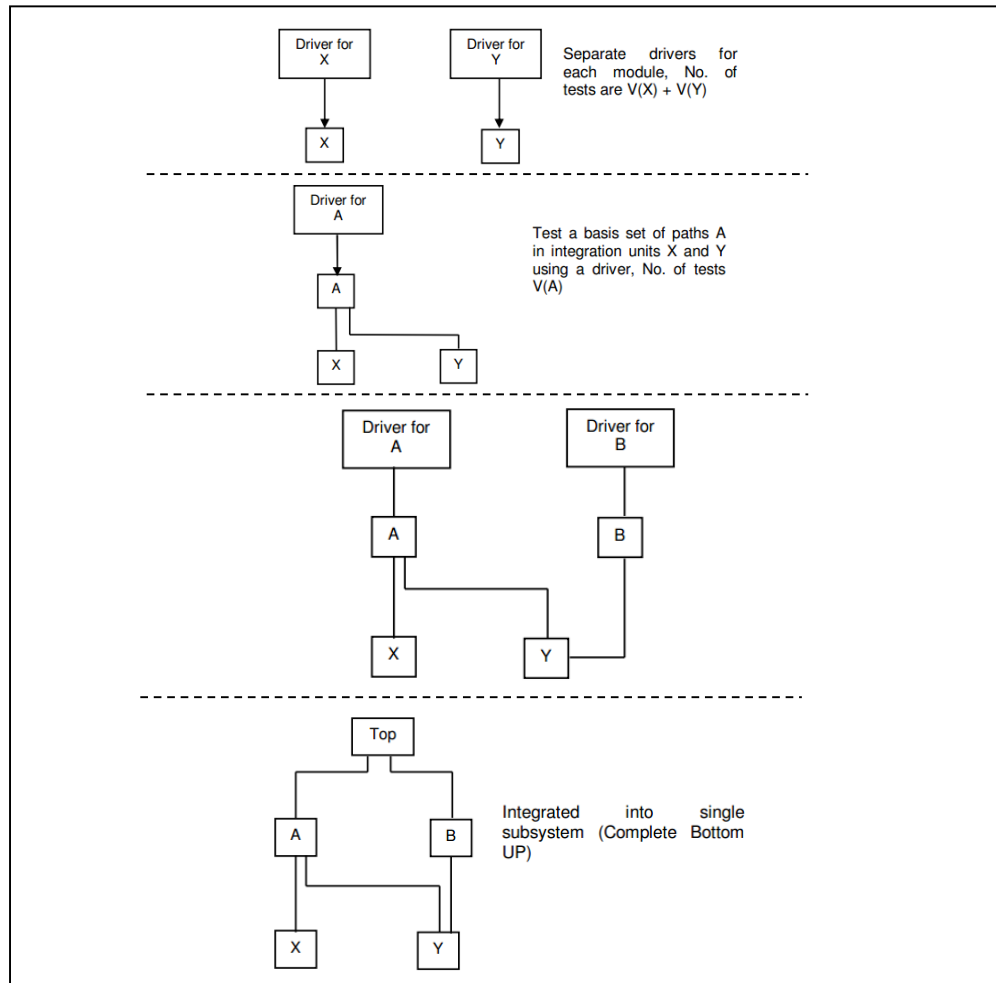 Driver for
X
Driver for
Y
Separate drivers for
each module, No. of
tests are V(X) + V(Y)
X
Y
Driver for
A
Test a basis set of paths A
in integration units X and Y
using a driver, No. of tests
V(A)
A
X
Y
Driver for
A
Driver for
B
A
B
X
Y
Top
Integrated into single
subsystem (Complete Bottom
UP)
A
B
X
Y